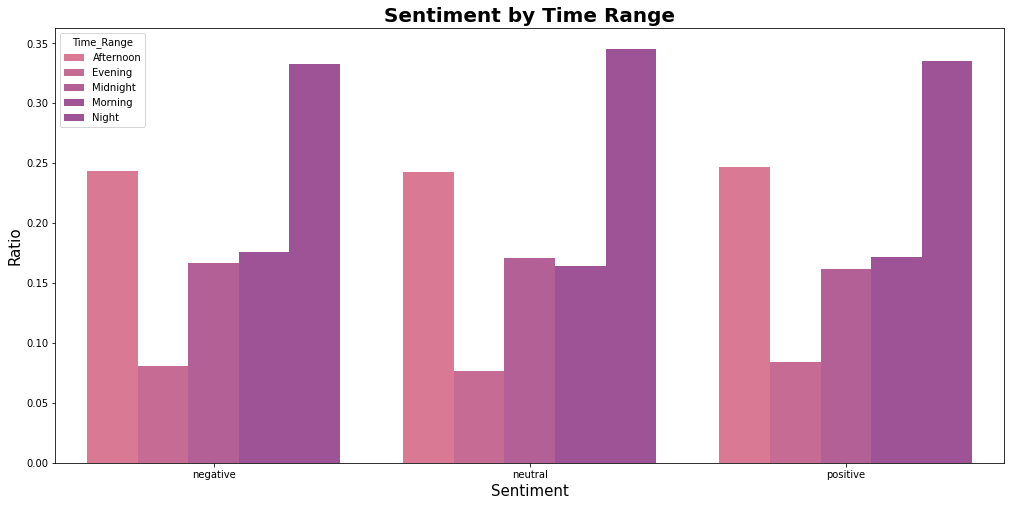 Sentiment by Time Range
Time_Range
Afternoon
Evening
Midnight
Morning
Night
0.35
0.30
0.25
0.20
0.15
0.10
0.05
0.00
Ratio
negative
neutral
positive
Sentiment